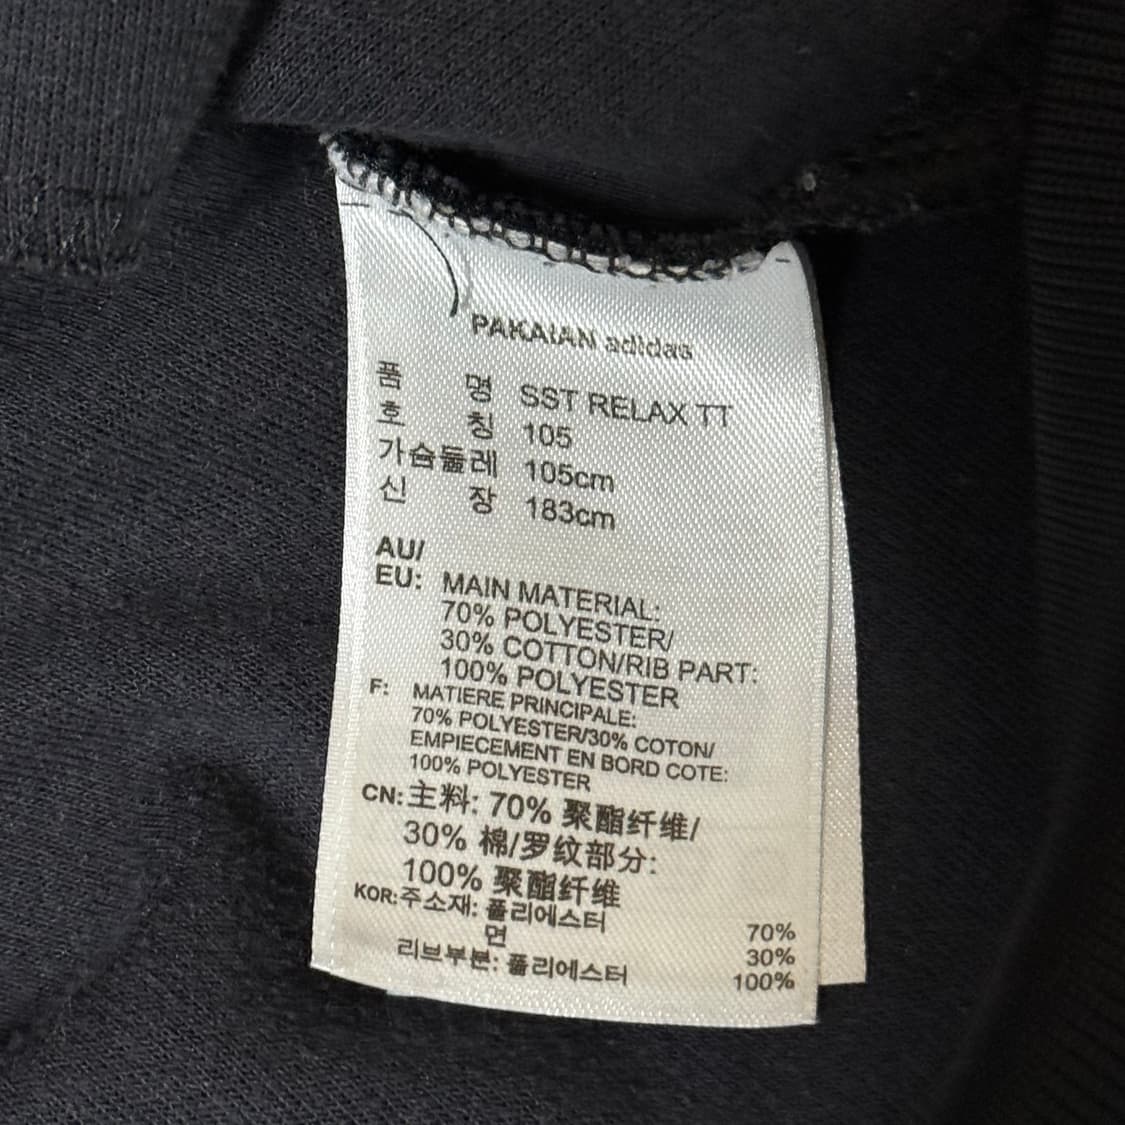 PAKAIAN adidas
품 명 SST RELAX TT
호 칭 105
가슴둘레 105cm
신 장 183cm
AU/
EU: MAIN MATERIAL:
70% POLYESTER/
30% COTTON/RIB PART:
100% POLYESTER
F: MATIERE PRINCIPALE:
70% POLYESTER/30% COTON/
EMPIECEMENT EN BORD COTE:
100% POLYESTER
CN:主料: 70% 聚酯纤维/
30% 棉/罗纹部分:
100% 聚酯纤维
KOR:주소재: 폴리에스터 70%
면 30%
리브부분: 폴리에스터 100%